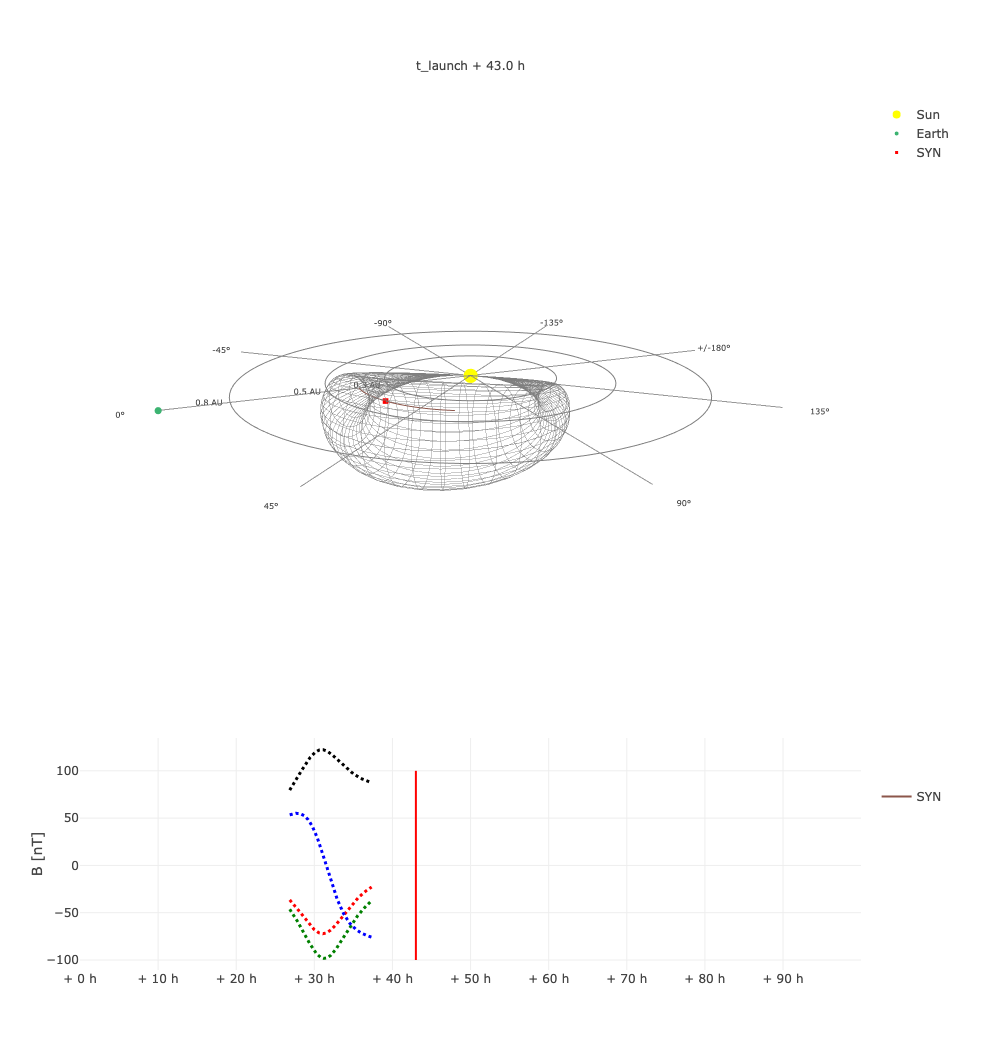 t_launch + 43.0 h
Sun
Earth
SYN
-90°
-135°
-45°
+/-180°
0.3 AU
0.5 AU
0.8 AU
0°
135°
45°
90°
100
50
0
−50
−100
B [nT]
SYN
+ 0 h
+ 10 h
+ 20 h
+ 30 h
+ 40 h
+ 50 h
+ 60 h
+ 70 h
+ 80 h
+ 90 h